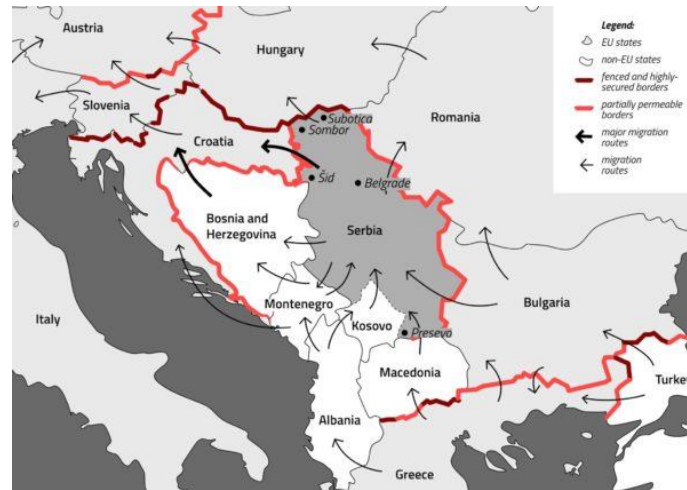 Austria
Hungary
Slovenia
Croatia
Romania
Subotica
Sombor
Šid
Belgrade
Bosnia and
Herzegovina
Serbia
Italy
Montenegro
Kosovo
Bulgaria
Presevo
Macedonia
Albania
Turke
Greece
Legend:
EU states
non-EU states
fenced and highly-
secured borders
partially permeable
borders
major migration
routes
migration
routes